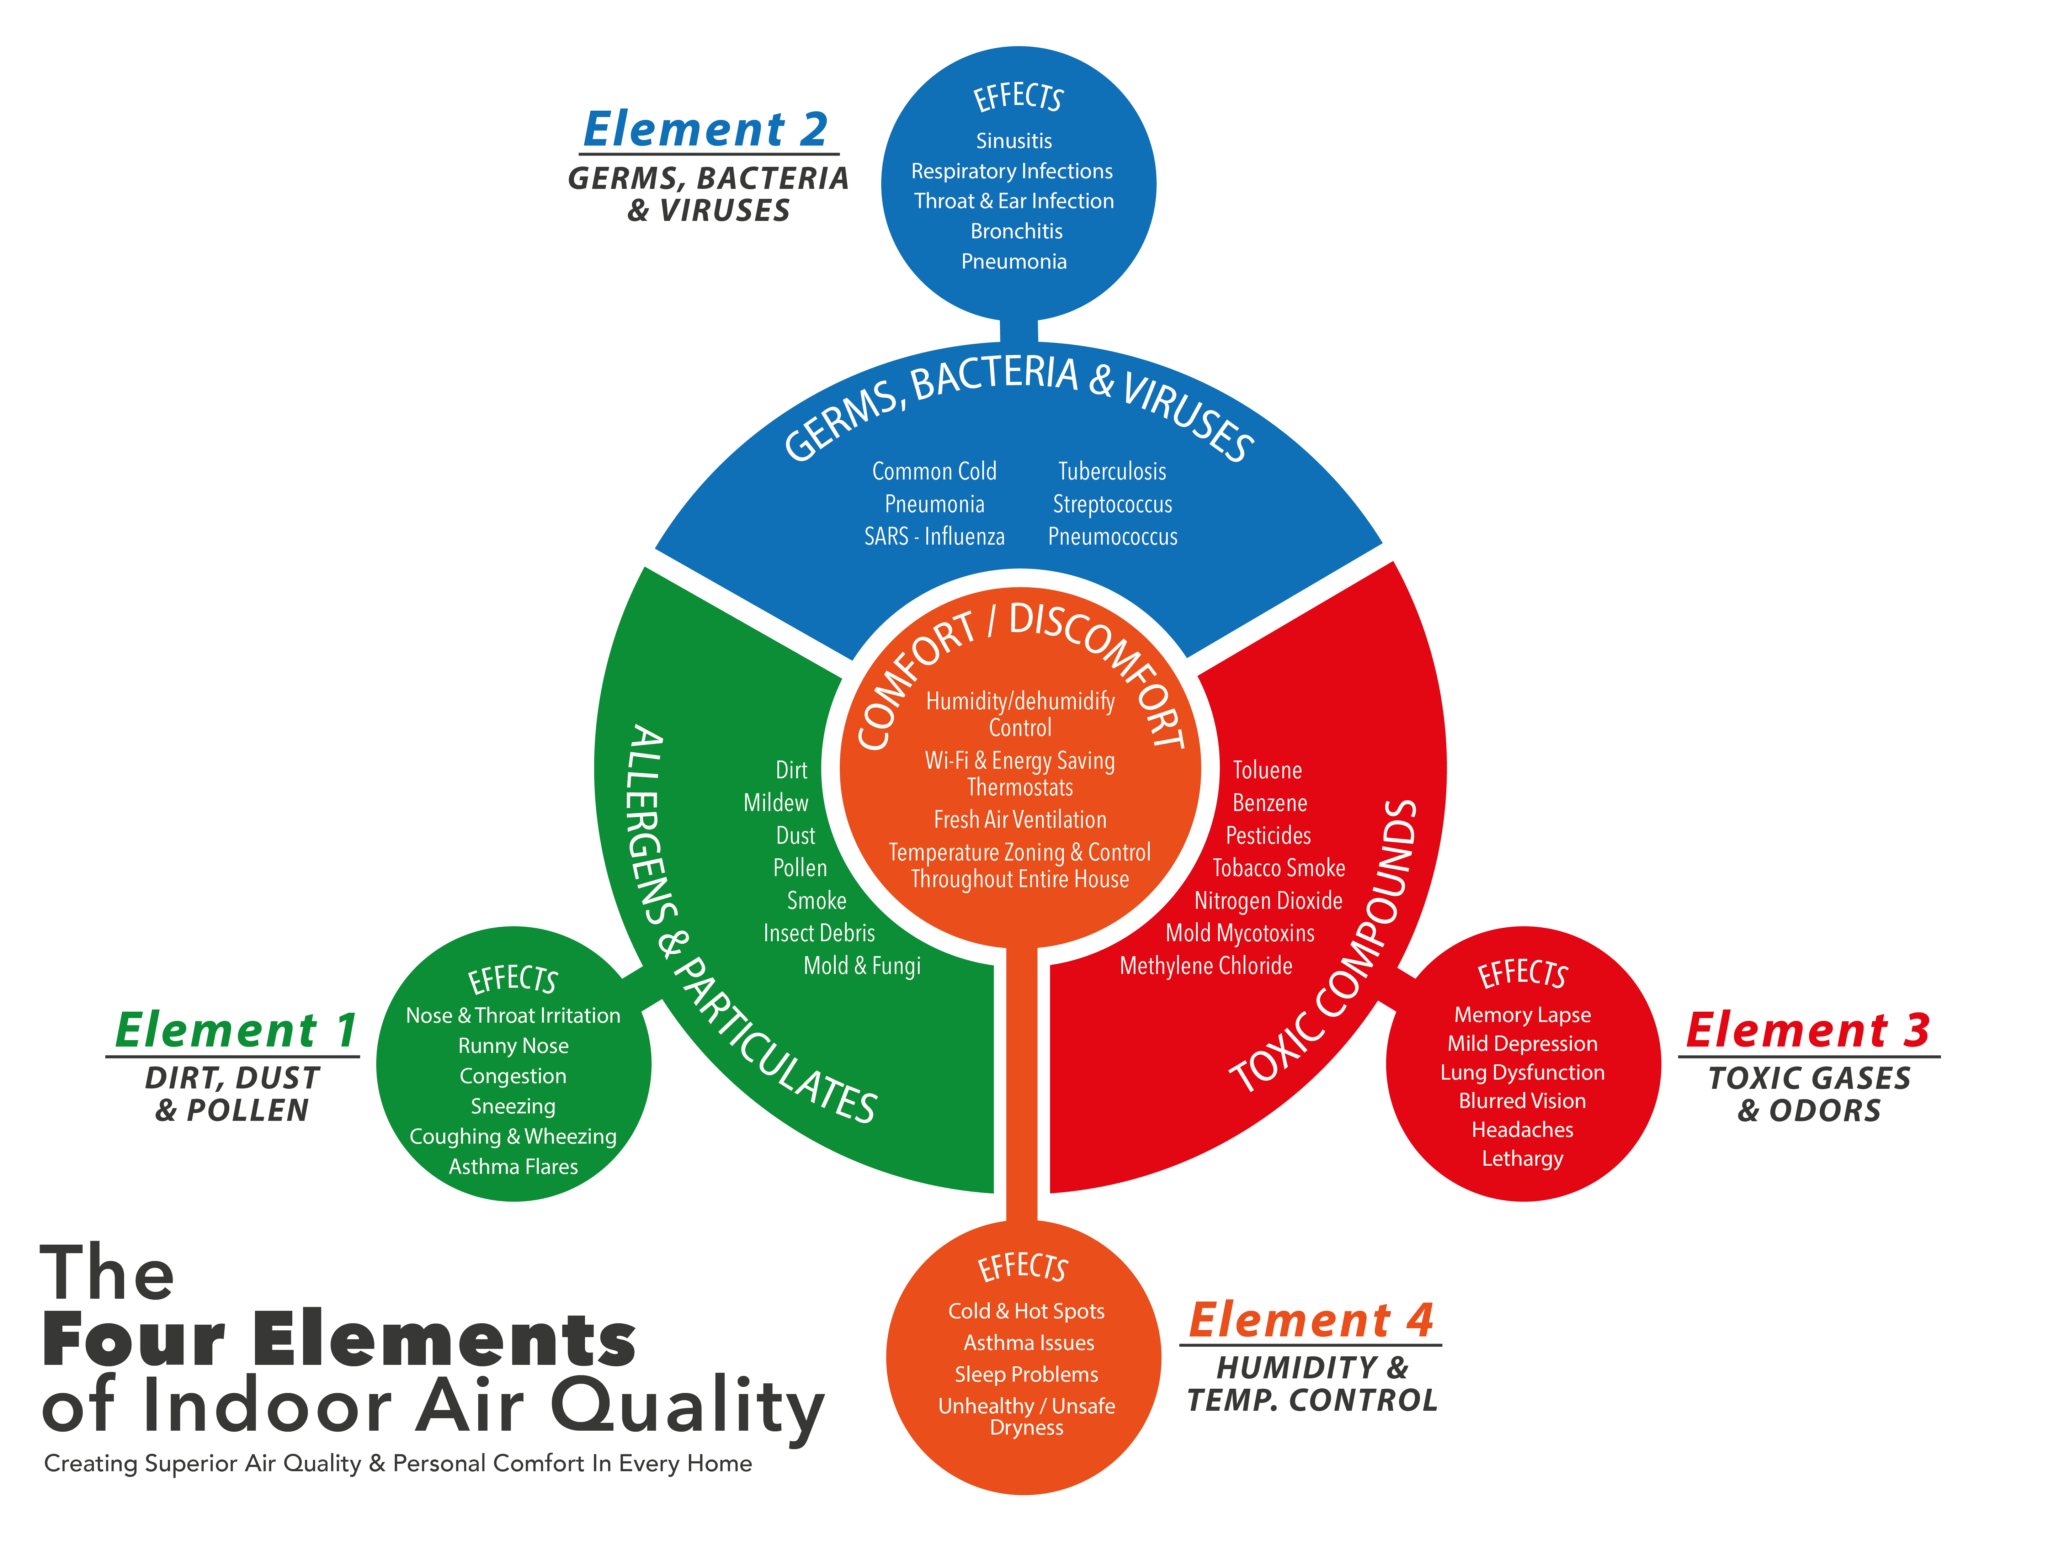 Element 2
GERMS, BACTERIA
& VIRUSES
EFFECTS
Sinusitis
Respiratory Infections
Throat & Ear Infection
Bronchitis
Pneumonia
GERMS, BACTERIA & VIRUSES
Common Cold
Pneumonia
SARS - Influenza
Tuberculosis
Streptococcus
Pneumococcus
COMFORT / DISCOMFORT
Humidity/dehumidify
Control
Wi-Fi & Energy Saving
Thermostats
Fresh Air Ventilation
Temperature Zoning & Control
Throughout Entire House
ALLERGENS & PARTICULATES
Dirt
Mildew
Dust
Pollen
Smoke
Insect Debris
Mold & Fungi
TOXIC COMPOUNDS
Toluene
Benzene
Pesticides
Tobacco Smoke
Nitrogen Dioxide
Mold Mycotoxins
Methylene Chloride
Element 1
DIRT, DUST
& POLLEN
EFFECTS
Nose & Throat Irritation
Runny Nose
Congestion
Sneezing
Coughing & Wheezing
Asthma Flares
EFFECTS
Memory Lapse
Mild Depression
Lung Dysfunction
Blurred Vision
Headaches
Lethargy
Element 3
TOXIC GASES
& ODORS
EFFECTS
Cold & Hot Spots
Asthma Issues
Sleep Problems
Unhealthy / Unsafe
Dryness
Element 4
HUMIDITY &
TEMP. CONTROL
The
Four Elements
of Indoor Air Quality
Creating Superior Air Quality & Personal Comfort In Every Home